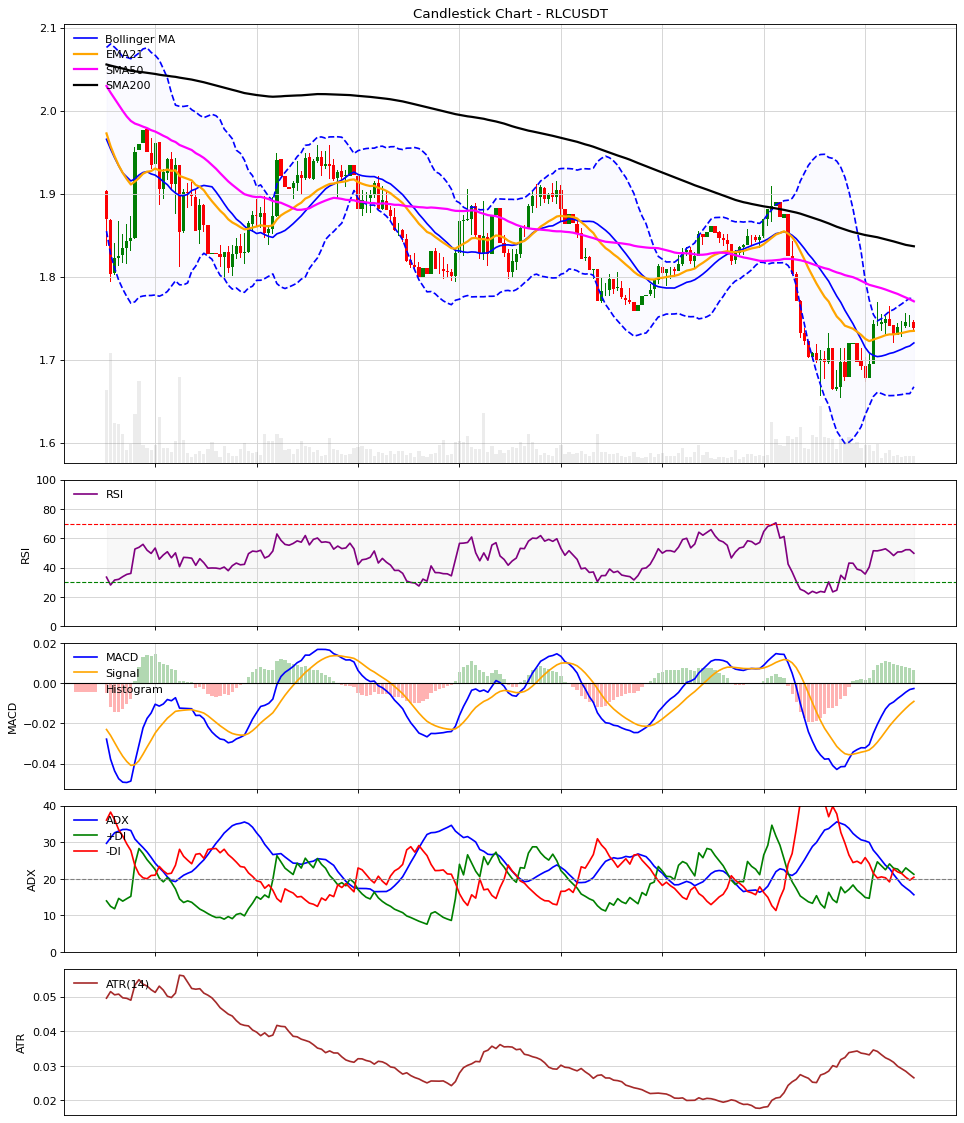 Candlestick Chart - RLCUSDT
2.1
2.0
1.9
1.8
1.7
1.6
Bollinger MA
EMA21
SMA50
SMA200
100
80
60
40
20
0
RSI
RSI
0.02
0.00
−0.02
−0.04
MACD
MACD
Signal
Histogram
40
30
20
10
0
ADX
ADX
+DI
-DI
0.05
0.04
0.03
0.02
ATR
ATR(14)